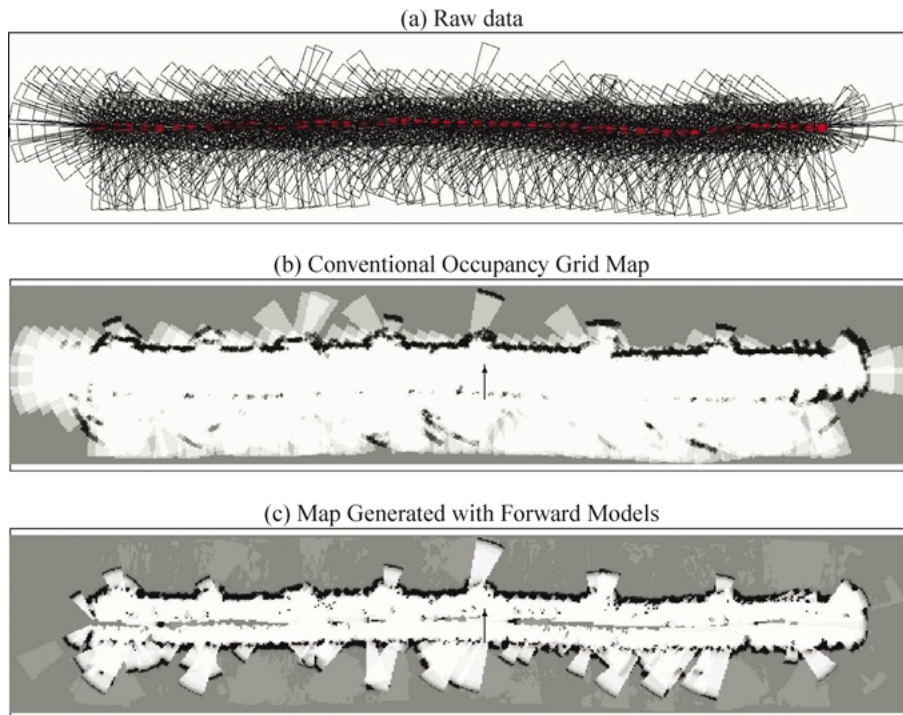 (a) Raw data
(b) Conventional Occupancy Grid Map
(c) Map Generated with Forward Models